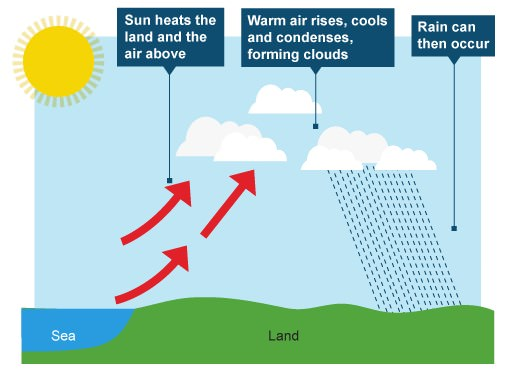 Sun heats the
land and the
air above
Warm air rises, cools
and condenses,
forming clouds
Rain can
then occur
Sea
Land